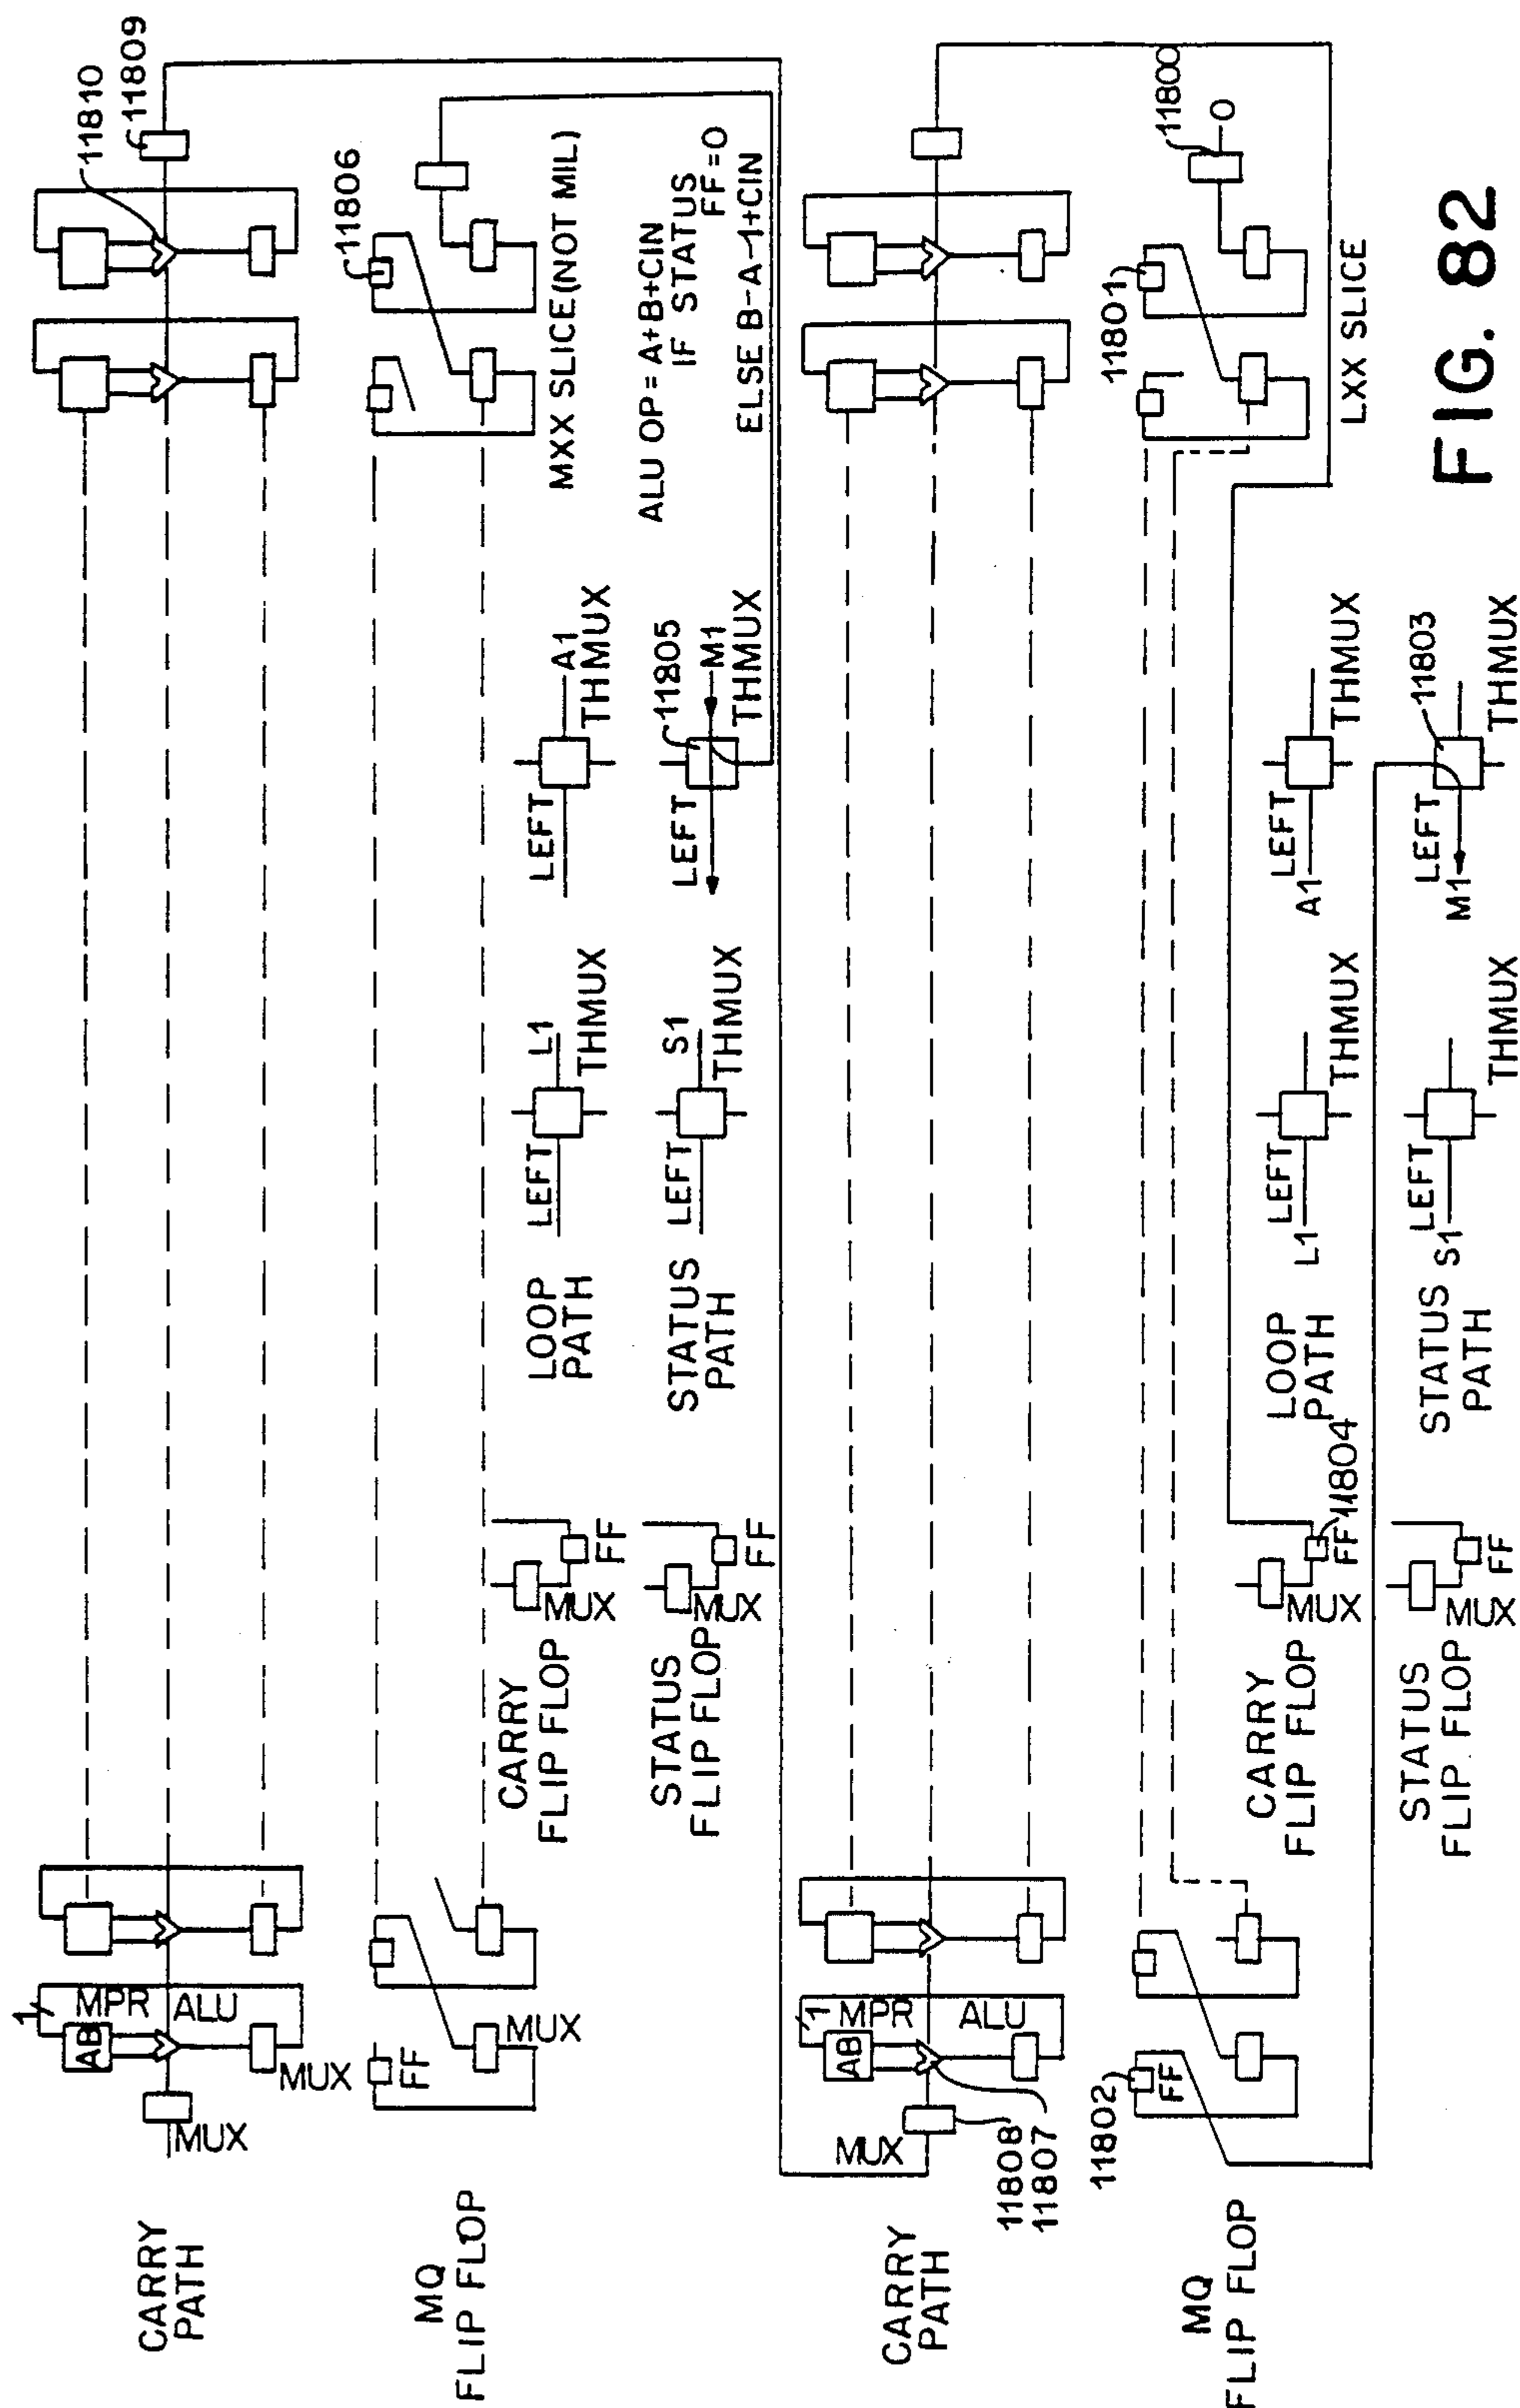 CARRY
PATH
1
MPR
ALU
AB
MUX
MUX
11810
11809
MQ
FLIP FLOP
FF
MUX
11806
MXX SLICE(NOT MIL)
CARRY
FLIP FLOP
MUX
FF
LOOP
PATH
LEFT
L1
THMUX
LEFT
A1
THMUX
STATUS
FLIP FLOP
MUX
FF
STATUS
PATH
LEFT
S1
THMUX
LEFT
11805
M1
THMUX
ALU OP=A+B+CIN
IF STATUS
FF=0
ELSE B-A-1+CIN
CARRY
PATH
MUX
1
MPR
ALU
AB
11808
11807
MQ
FLIP FLOP
11802
FF
11801
11800
0
LXX SLICE
CARRY
FLIP FLOP
MUX
FF
11804
LOOP
PATH
L1
LEFT
THMUX
A1
LEFT
THMUX
STATUS
FLIP FLOP
MUX
FF
STATUS
PATH
S1
LEFT
THMUX
M1
LEFT
11803
THMUX
FIG. 82